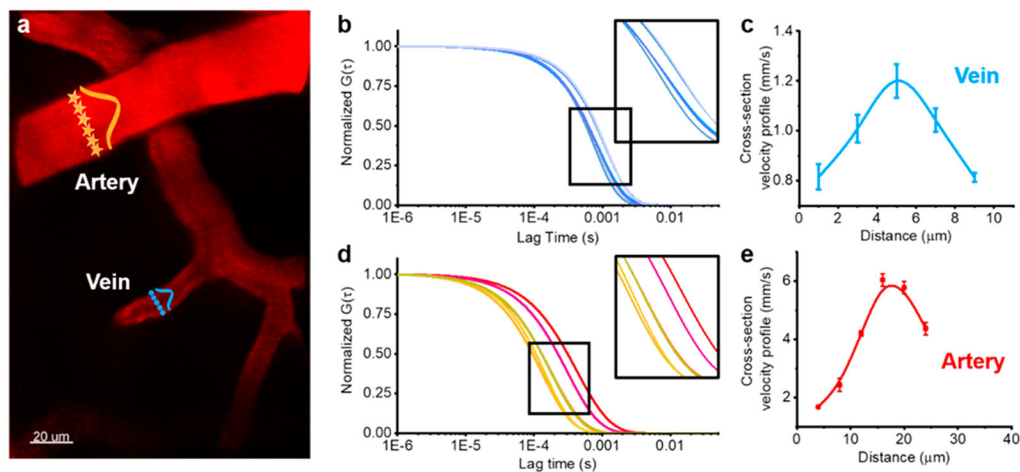 a
Artery
Vein
20 um
b
Normalized G(τ)
1.00
0.75
0.50
0.25
0.00
1E-6 1E-5 1E-4 0.001 0.01
Lag Time (s)
c
Vein
Cross-section
velocity profile (mm/s)
1.4
1.2
1.0
0.8
0 2 4 6 8 10
Distance (μm)
d
Normalized G(τ)
1.00
0.75
0.50
0.25
0.00
1E-6 1E-5 1E-4 0.001 0.01
Lag time (s)
e
Artery
Cross-section
velocity profile (mm/s)
6
4
2
0 10 20 30 40
Distance (μm)